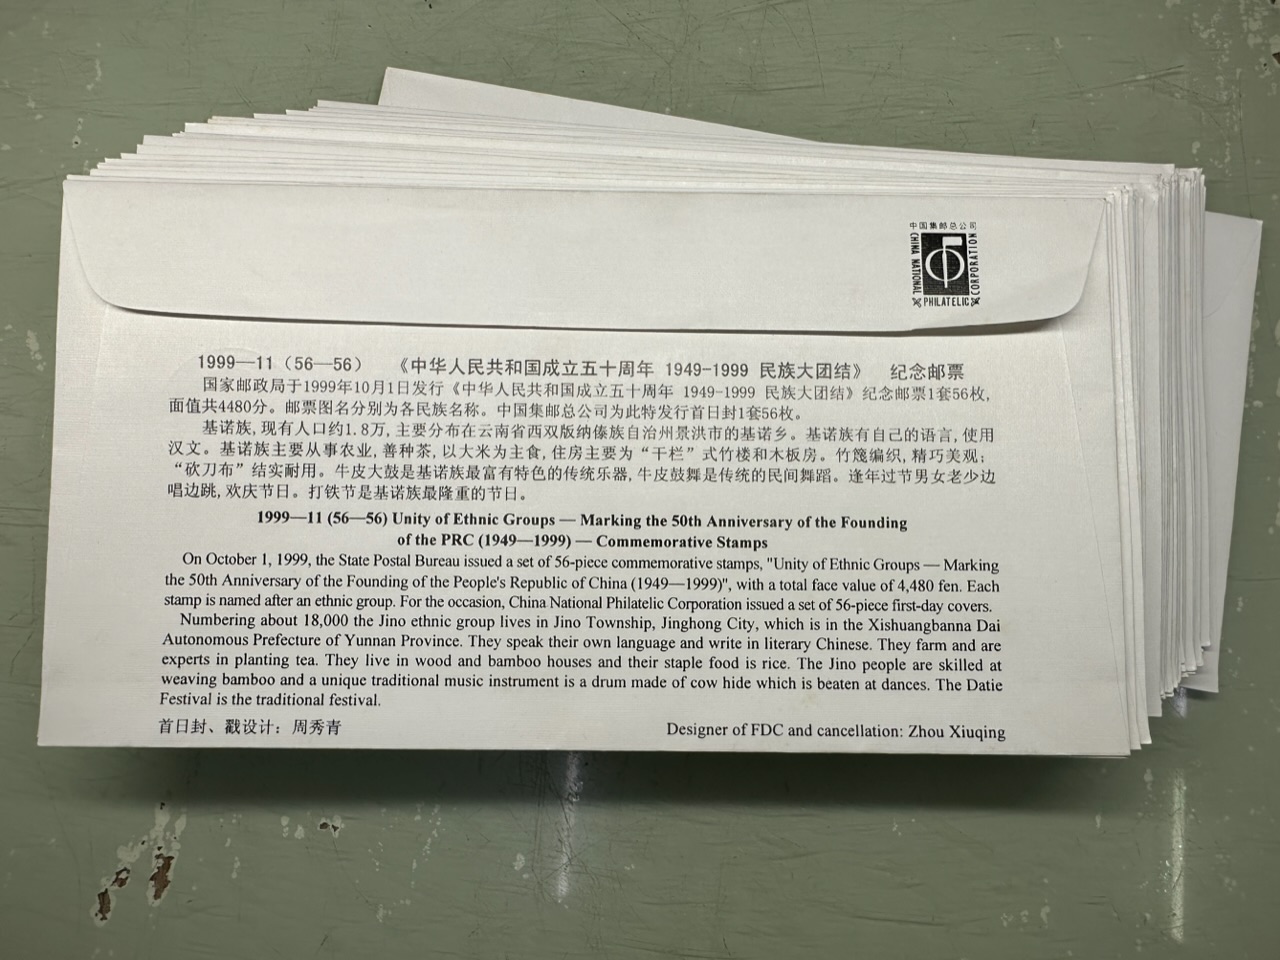 中国集邮总公司
CHINA NATIONAL
PHILATELIC
CORPORATION
1999—11（56—56） 《中华人民共和国成立五十周年 1949-1999 民族大团结》 纪念邮票
国家邮政局于1999年10月1日发行《中华人民共和国成立五十周年 1949-1999 民族大团结》纪念邮票1套56枚,
面值共4480分。邮票图名分别为各民族名称。中国集邮总公司为此特发行首日封1套56枚。
基诺族, 现有人口约1.8万, 主要分布在云南省西双版纳傣族自治州景洪市的基诺乡。基诺族有自己的语言, 使用
汉文。基诺族主要从事农业, 善种茶, 以大米为主食, 住房主要为“干栏”式竹楼和木板房。竹篾编织, 精巧美观;
“砍刀布”结实耐用。牛皮大鼓是基诺族最富有特色的传统乐器, 牛皮鼓舞是传统的民间舞蹈。逢年过节男女老少边
唱边跳, 欢庆节日。打铁节是基诺族最隆重的节日。
1999—11 (56—56) Unity of Ethnic Groups — Marking the 50th Anniversary of the Founding
of the PRC (1949—1999) — Commemorative Stamps
On October 1, 1999, the State Postal Bureau issued a set of 56-piece commemorative stamps, "Unity of Ethnic Groups — Marking
the 50th Anniversary of the Founding of the People's Republic of China (1949—1999)", with a total face value of 4,480 fen. Each
stamp is named after an ethnic group. For the occasion, China National Philatelic Corporation issued a set of 56-piece first-day covers.
Numbering about 18,000 the Jino ethnic group lives in Jino Township, Jinghong City, which is in the Xishuangbanna Dai
Autonomous Prefecture of Yunnan Province. They speak their own language and write in literary Chinese. They farm and are
experts in planting tea. They live in wood and bamboo houses and their staple food is rice. The Jino people are skilled at
weaving bamboo and a unique traditional music instrument is a drum made of cow hide which is beaten at dances. The Datie
Festival is the traditional festival.
首日封、戳设计: 周秀青
Designer of FDC and cancellation: Zhou Xiuqing